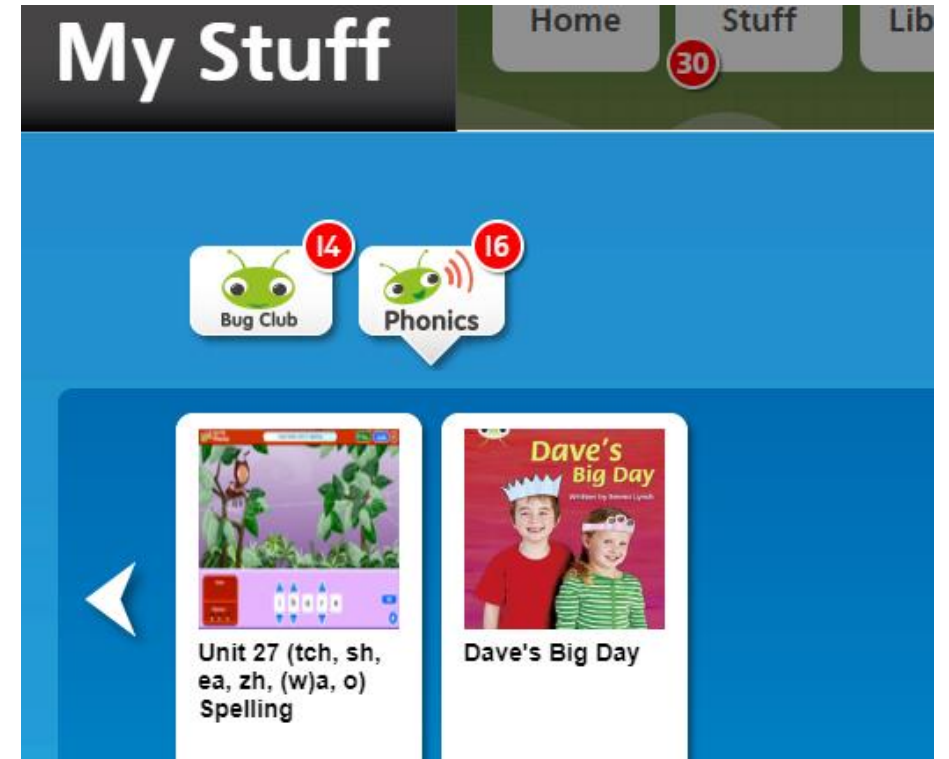 My Stuff
Home
Stuff
Lib
30
14
16
Bug Club
Phonics
Dave's
Big Day
Unit 27 (tch, sh,
ea, zh, (w)a, o)
Spelling
Dave's Big Day